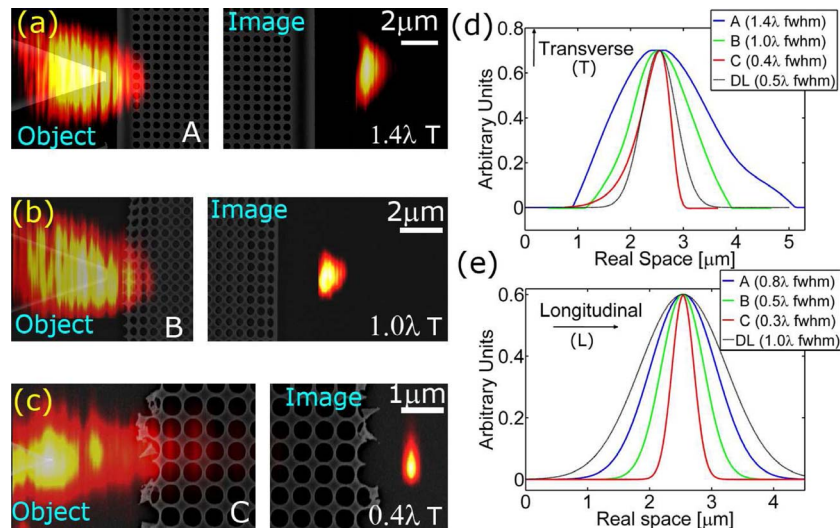 (a)
Image
2μm
Object
A
1.4λ T
(b)
Image
2μm
Object
B
1.0λ T
(c)
Image
1μm
Object
C
0.4λ T
(d)
0.8
0.6
0.4
0.2
0
Arbitrary Units
Transverse
(T)
A (1.4λ fwhm)
B (1.0λ fwhm)
C (0.4λ fwhm)
DL (0.5λ fwhm)
0 1 2 3 4 5
Real Space [μm]
(e)
0.6
0.4
0.2
0
Arbitrary Units
Longitudinal
(L)
A (0.8λ fwhm)
B (0.5λ fwhm)
C (0.3λ fwhm)
DL (1.0λ fwhm)
0 1 2 3 4
Real space [μm]